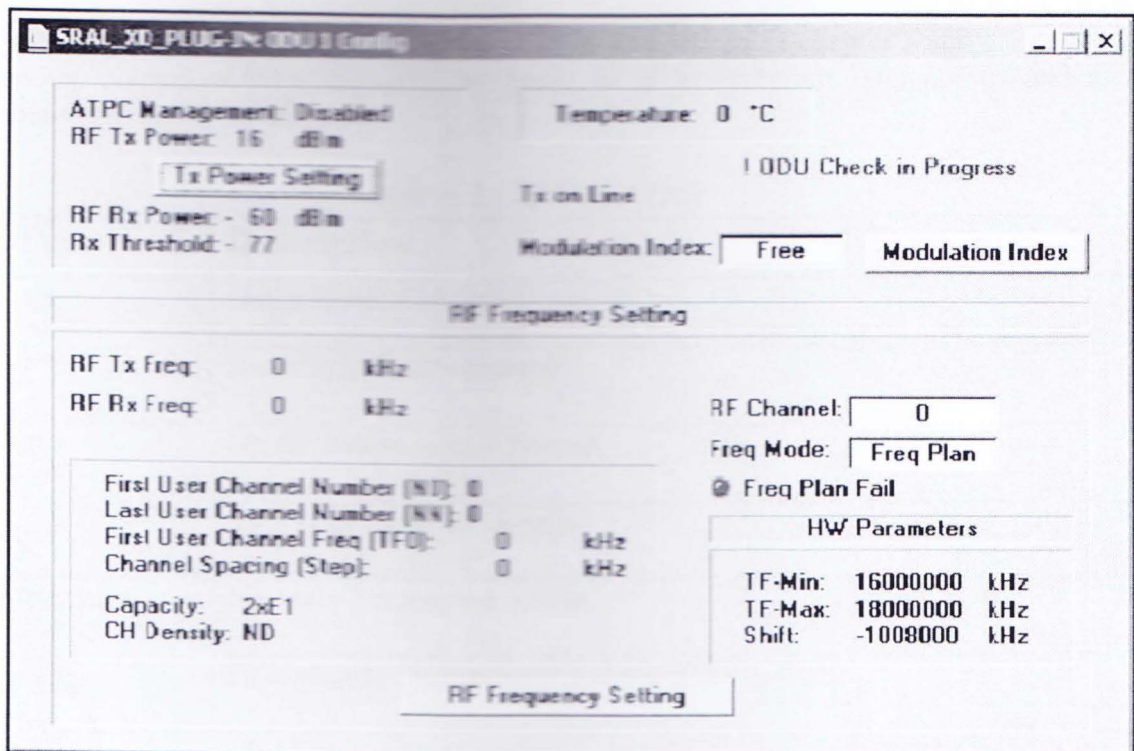 SRAL_XD_PLUG-IN: ODU 1 Config
ATPC Management: Disabled
RF Tx Power: 16 dBm
Tx Power Setting
RF Rx Power: - 60 dBm
Rx Threshold: - 77
Temperature: 0 °C
! ODU Check in Progress
Tx on Line
Modulation Index: Free
Modulation Index
RF Frequency Setting
RF Tx Freq: 0 kHz
RF Rx Freq: 0 kHz
RF Channel: 0
Freq Mode: Freq Plan
Freq Plan Fail
First User Channel Number (N1): 0
Last User Channel Number (NN): 0
First User Channel Freq (TF0): 0 kHz
Channel Spacing (Step): 0 kHz
Capacity: 2xE1
CH Density: ND
HW Parameters
TF-Min: 16000000 kHz
TF-Max: 18000000 kHz
Shift: -1008000 kHz
RF Frequency Setting